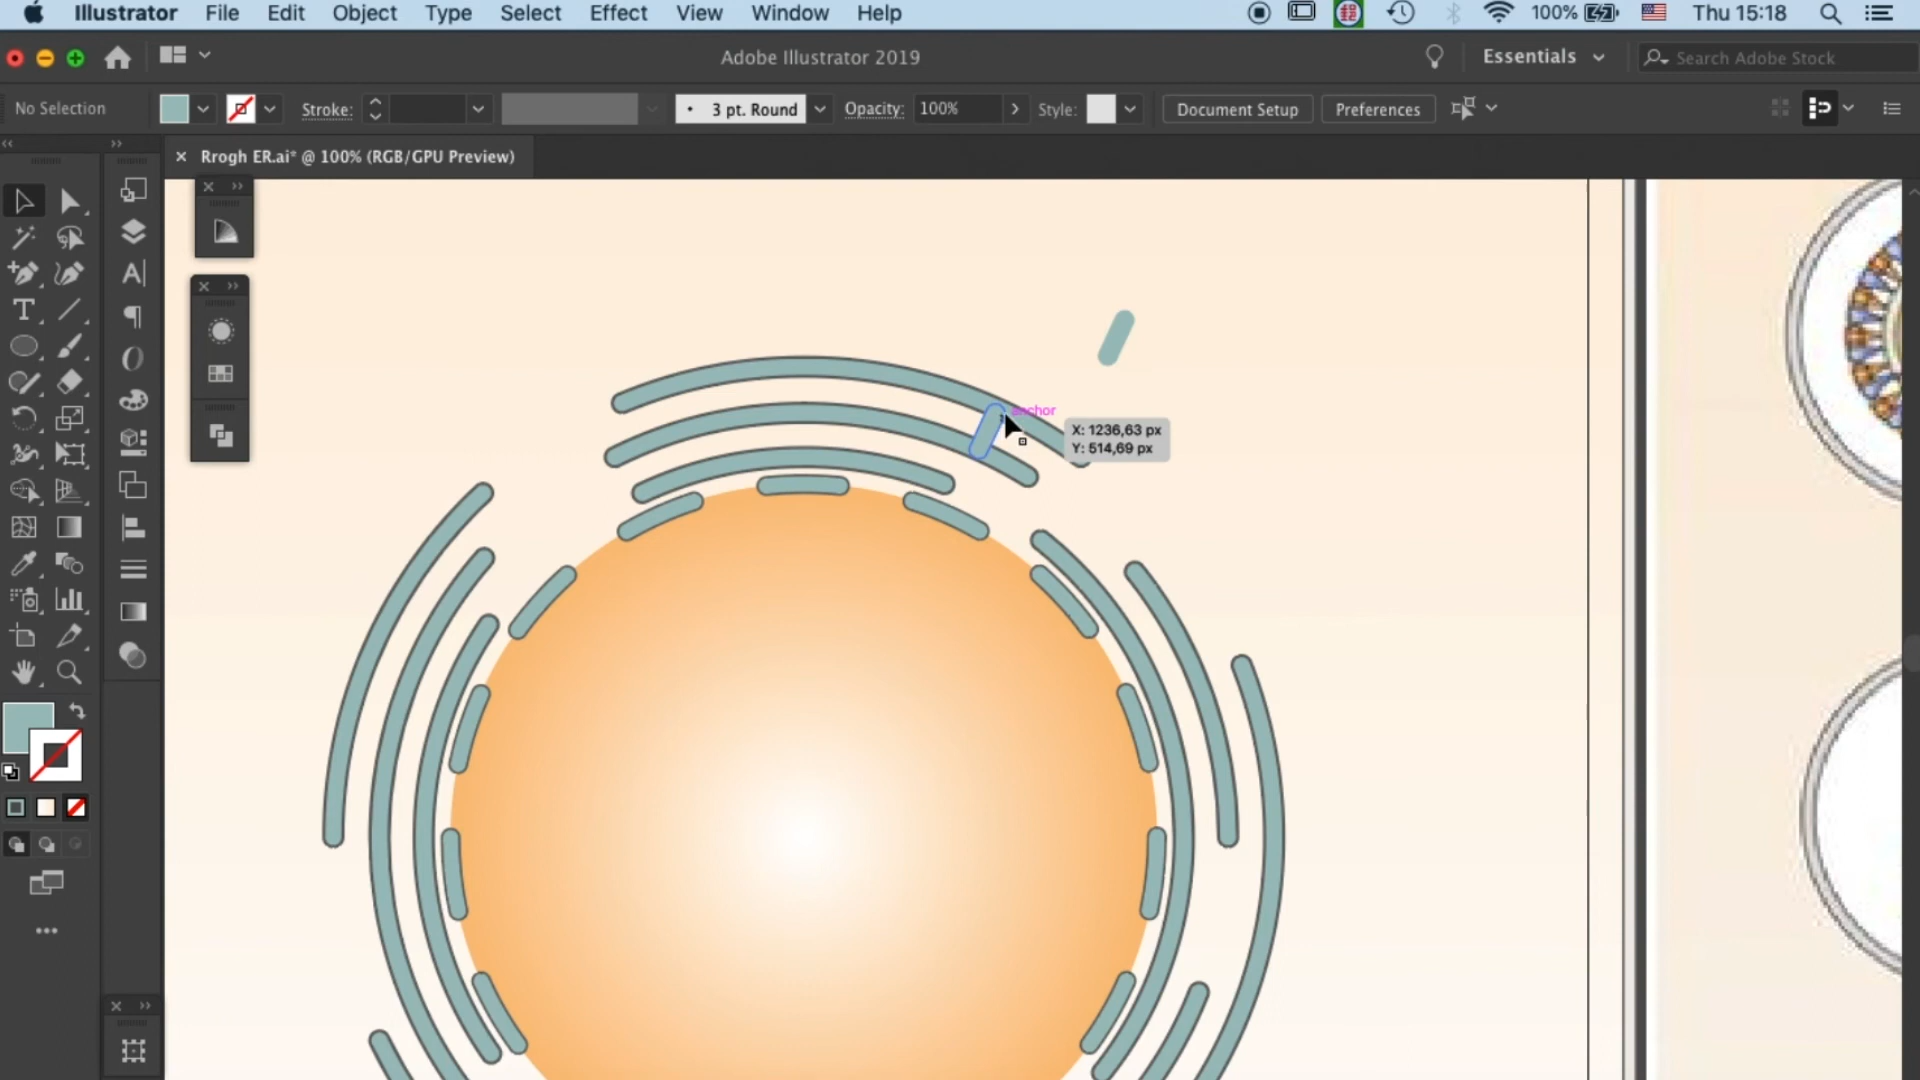 Illustrator File Edit Object Type Select Effect View Window Help 100% Thu 15:18
Adobe Illustrator 2019 Essentials Search Adobe Stock
No Selection Stroke: 3 pt. Round Opacity: 100% Style: Document Setup Preferences
Rrogh ER.ai* @ 100% (RGB/GPU Preview)
anchor
X: 1236,63 px
Y: 514,69 px